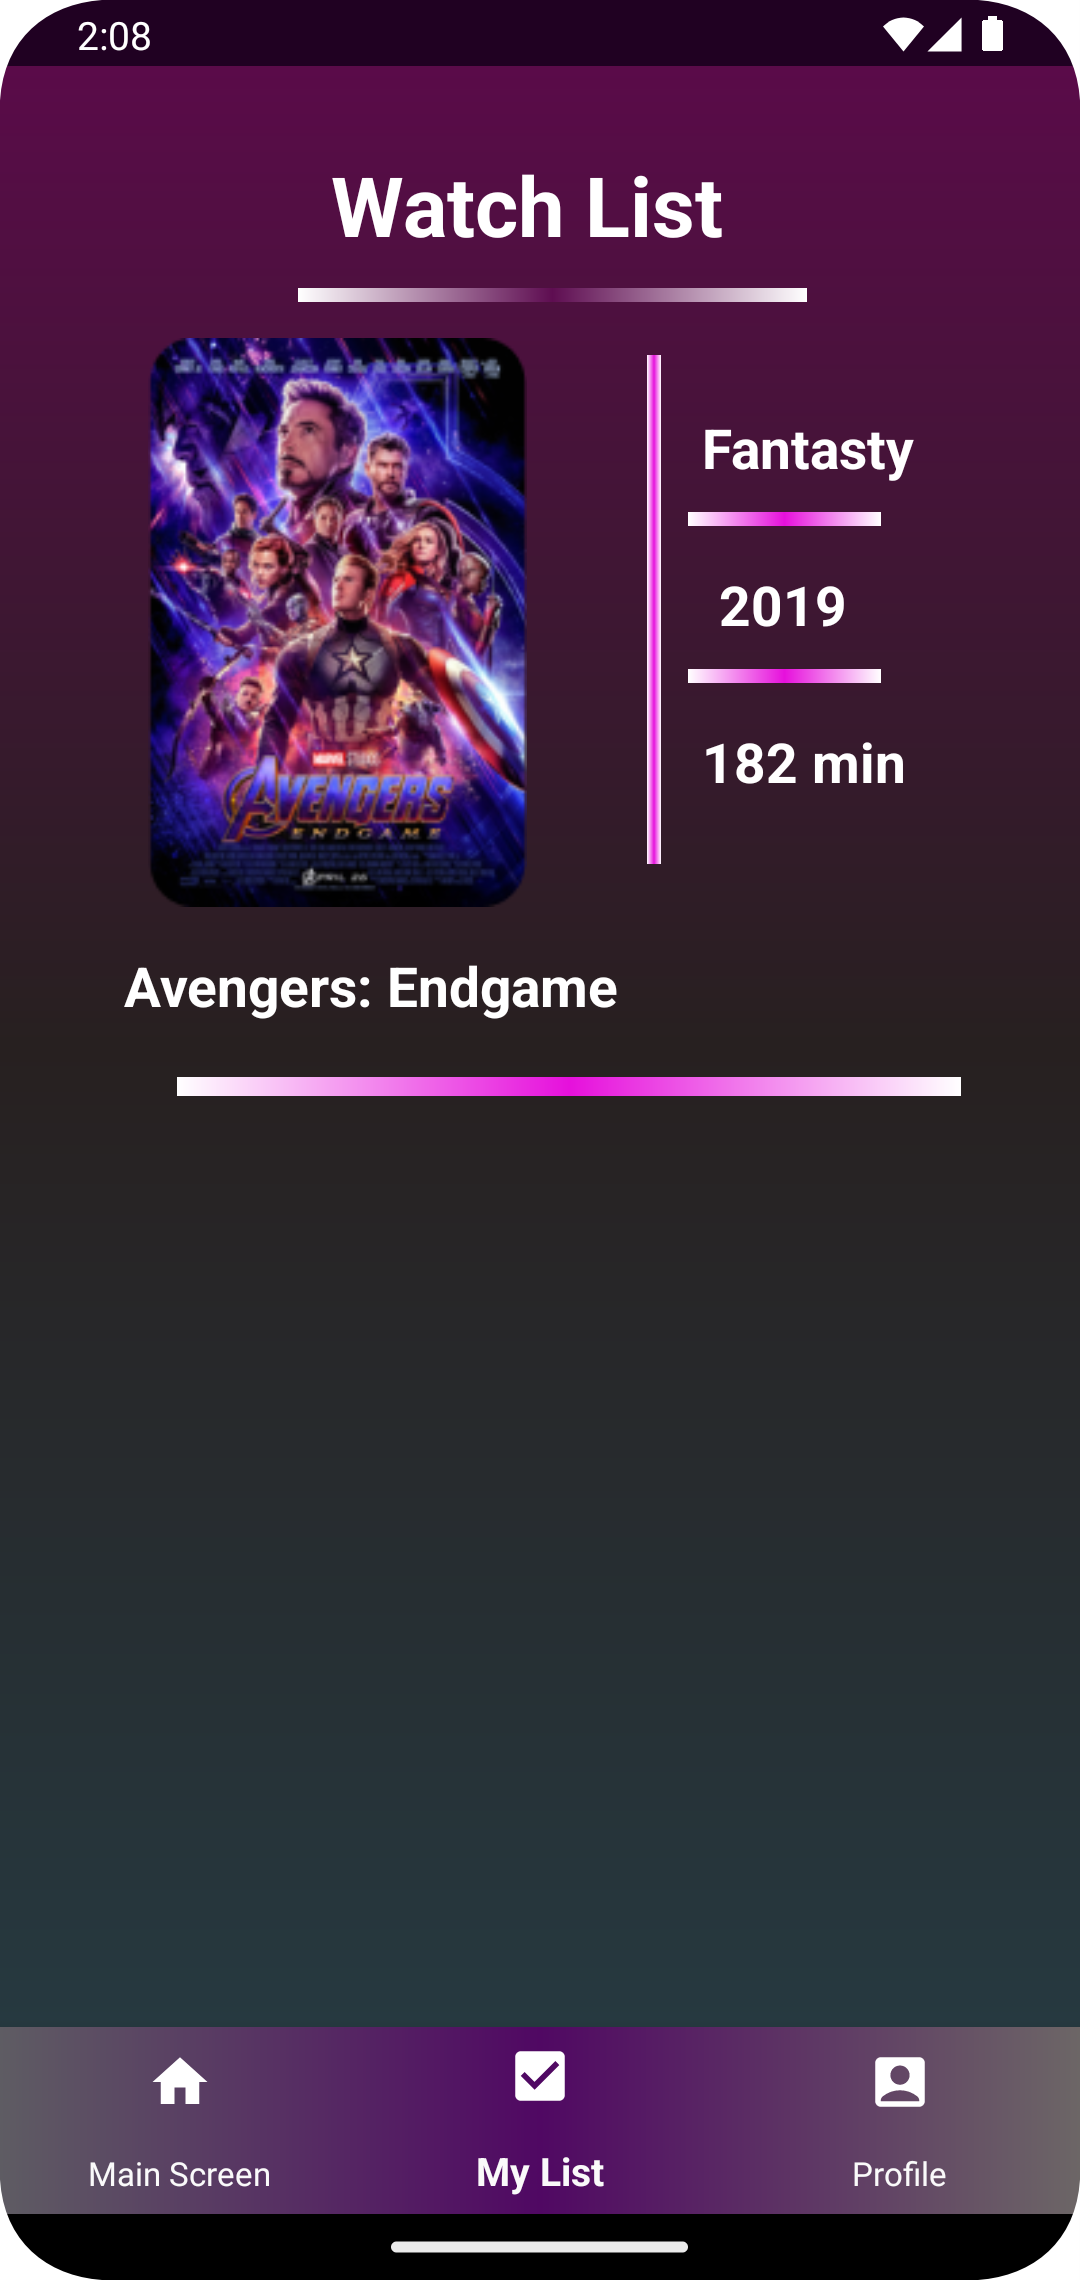 2:08
Watch List
Fantasty
2019
182 min
MARVEL STUDIOS
AVENGERS
ENDGAME
APRIL 26
Avengers: Endgame
Main Screen
My List
Profile